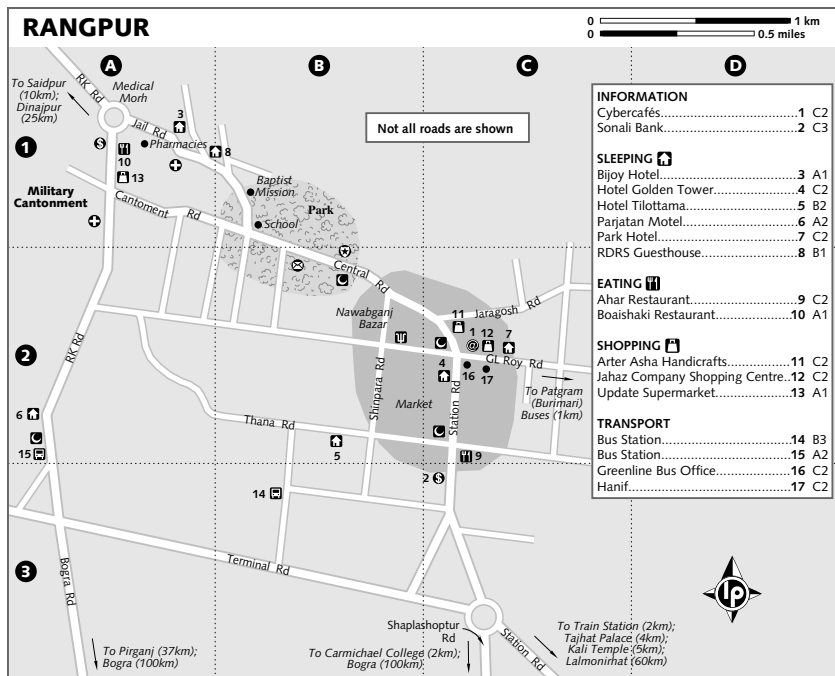 RANGPUR
0 1 km
0 0.5 miles
A B C D
1
2
3
To Saidpur
(10km);
Dinajpur
(25km)
RK Rd
Medical
Morh
Jail Rd
3
Pharmacies
8
10
13
Military
Cantonment
Cantoment Rd
Baptist
Mission
Park
School
Not all roads are shown
Central Rd
Nawabganj
Bazar
Jaragosh Rd
11
1 12 7
GL Roy Rd
4
16 17
To Patgram
(Burimari)
Buses (1km)
RK Rd
Shinpara Rd
Market
Station Rd
Thana Rd
6
15
5
9
2
14
Terminal Rd
Bogra Rd
To Pirganj (37km);
Bogra (100km)
Shaplashoptur
Rd
To Carmichael College (2km);
Bogra (100km)
Station Rd
To Train Station (2km);
Tajhat Palace (4km);
Kali Temple (5km);
Lalmonirhat (60km)
lp
INFORMATION
Cybercafés 1 C2
Sonali Bank 2 C3
SLEEPING
Bijoy Hotel 3 A1
Hotel Golden Tower 4 C2
Hotel Tilottama 5 B2
Parjatan Motel 6 A2
Park Hotel 7 C2
RDRS Guesthouse 8 B1
EATING
Ahar Restaurant 9 C2
Boaishaki Restaurant 10 A1
SHOPPING
Arter Asha Handicrafts 11 C2
Jahaz Company Shopping Centre 12 C2
Update Supermarket 13 A1
TRANSPORT
Bus Station 14 B3
Bus Station 15 A2
Greenline Bus Office 16 C2
Hanif 17 C2